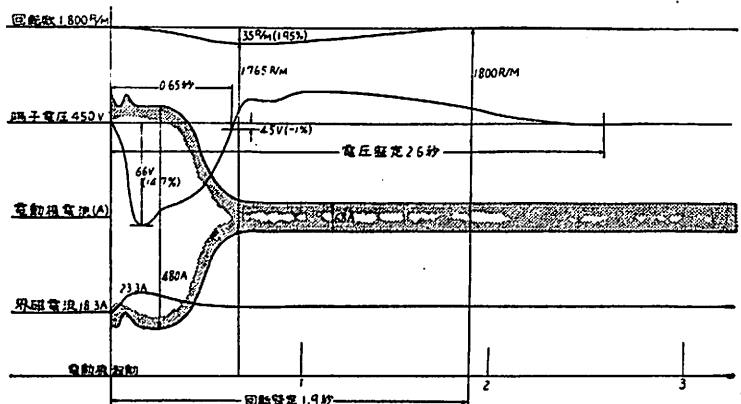 回転数 1.800 R/M
35R/M(1.95%)
1765 R/M
1800R/M
0.65秒
端子電圧 450V
4.5V(-1%)
電圧整定 2.6秒
66V
(14.7%)
電動機電流(A)
480A
23.3A
界磁電流 18.3A
電動機起動
1
2
3
回転整定 1.9秒